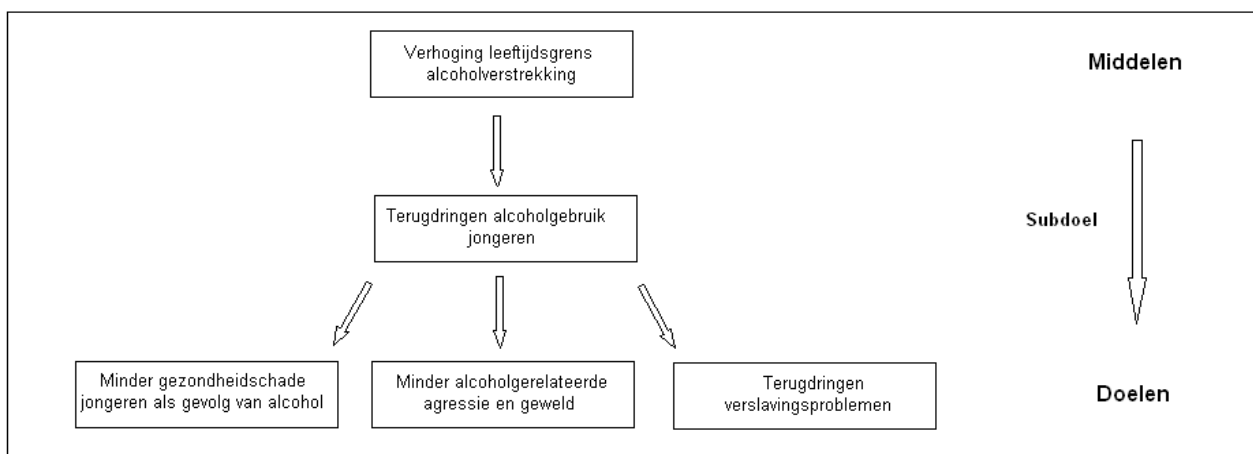 Verhoging leeftijdsgrens
alcoholverstrekking
Middelen
Terugdringen alcoholgebruik
jongeren
Subdoel
Minder gezondheidschade
jongeren als gevolg van alcohol
Minder alcoholgerelateerde
agressie en geweld
Terugdringen
verslavingsproblemen
Doelen